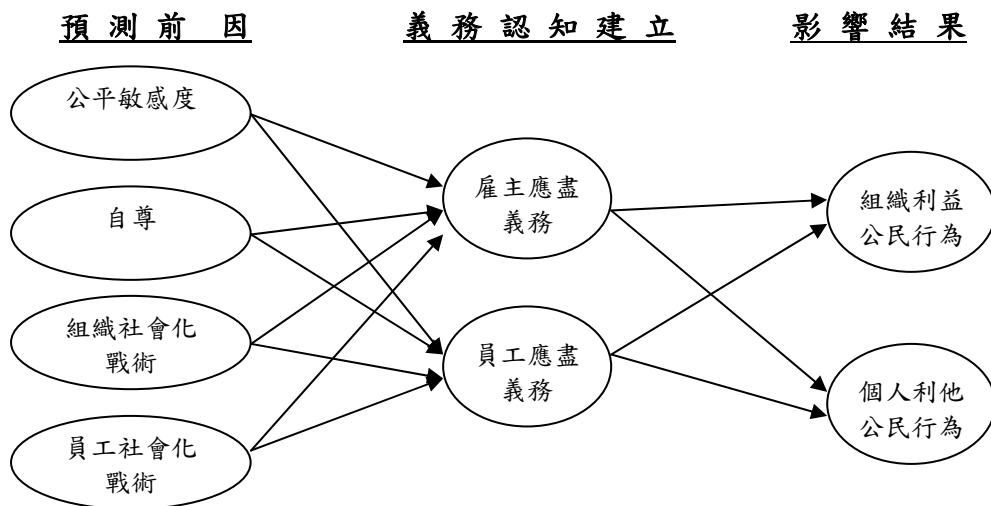 預測前 因 義務認知建立 影響結果
公平敏感度
自尊
組織社會化
戰術
員工社會化
戰術
雇主應盡
義務
員工應盡
義務
組織利益
公民行為
個人利他
公民行為